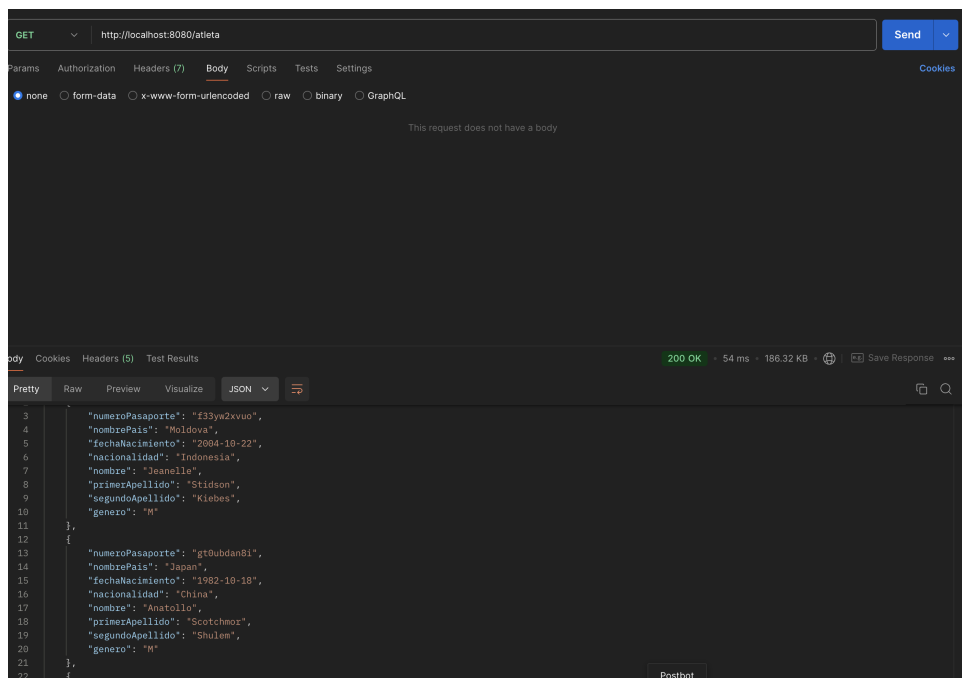 GET http://localhost:8080/atleta Send
Params Authorization Headers (7) Body Scripts Tests Settings Cookies
none form-data x-www-form-urlencoded raw binary GraphQL
This request does not have a body
ody Cookies Headers (5) Test Results 200 OK 54 ms 186.32 KB e.g. Save Response
Pretty Raw Preview Visualize JSON
2 {
3 "numeroPasaporte": "f33yw2xvuo",
4 "nombrePais": "Moldova",
5 "fechaNacimiento": "2004-10-22",
6 "nacionalidad": "Indonesia",
7 "nombre": "Jeanelle",
8 "primerApellido": "Stidson",
9 "segundoApellido": "Kiebes",
10 "genero": "M"
11 },
12 {
13 "numeroPasaporte": "gt0ubdan8i",
14 "nombrePais": "Japan",
15 "fechaNacimiento": "1982-10-18",
16 "nacionalidad": "China",
17 "nombre": "Anatollo",
18 "primerApellido": "Scotchmor",
19 "segundoApellido": "Shulem",
20 "genero": "M"
21 },
22 {
Postbot